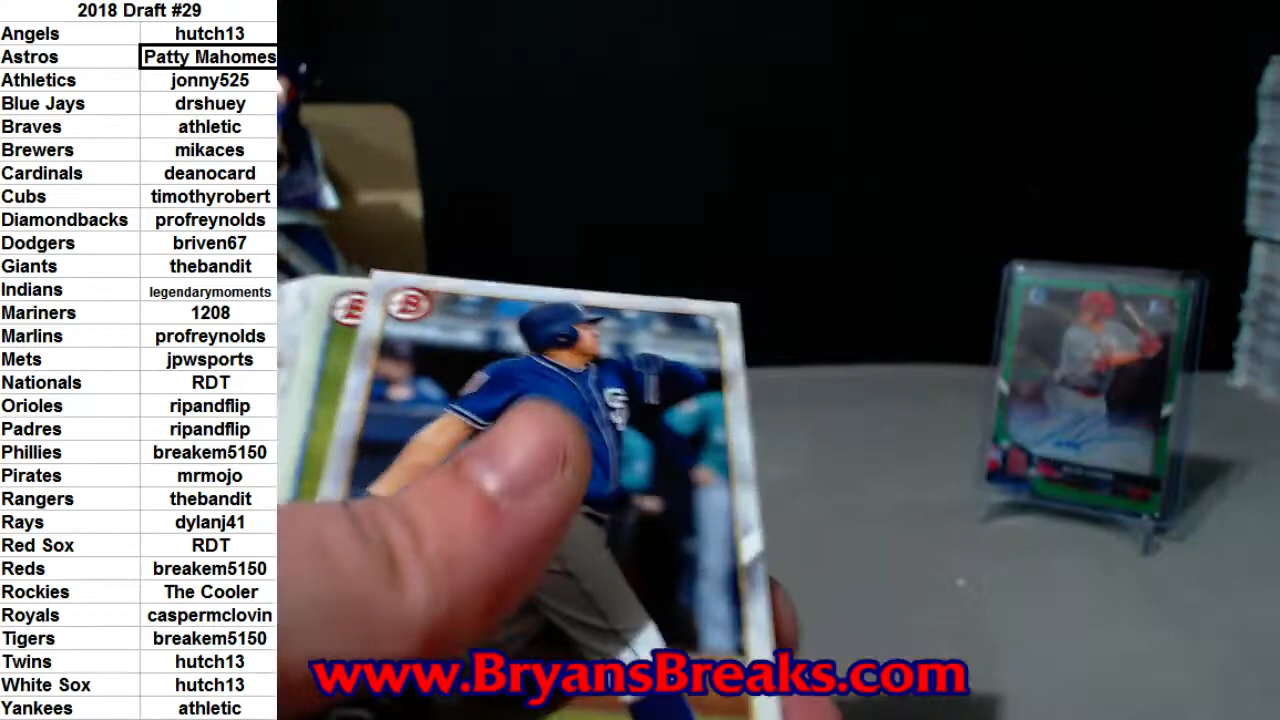 2018 Draft #29
Angels hutch13
Astros Patty Mahomes
Athletics jonny525
Blue Jays drshuey
Braves athletic
Brewers mikaces
Cardinals deanocard
Cubs timothyrobert
Diamondbacks profreynolds
Dodgers briven67
Giants thebandit
Indians legendarymoments
Mariners 1208
Marlins profreynolds
Mets jpwsports
Nationals RDT
Orioles ripandflip
Padres ripandflip
Phillies breakem5150
Pirates mrmojo
Rangers thebandit
Rays dylanj41
Red Sox RDT
Reds breakem5150
Rockies The Cooler
Royals caspermclovin
Tigers breakem5150
Twins hutch13
White Sox hutch13
Yankees athletic
B B
www.BryansBreaks.com